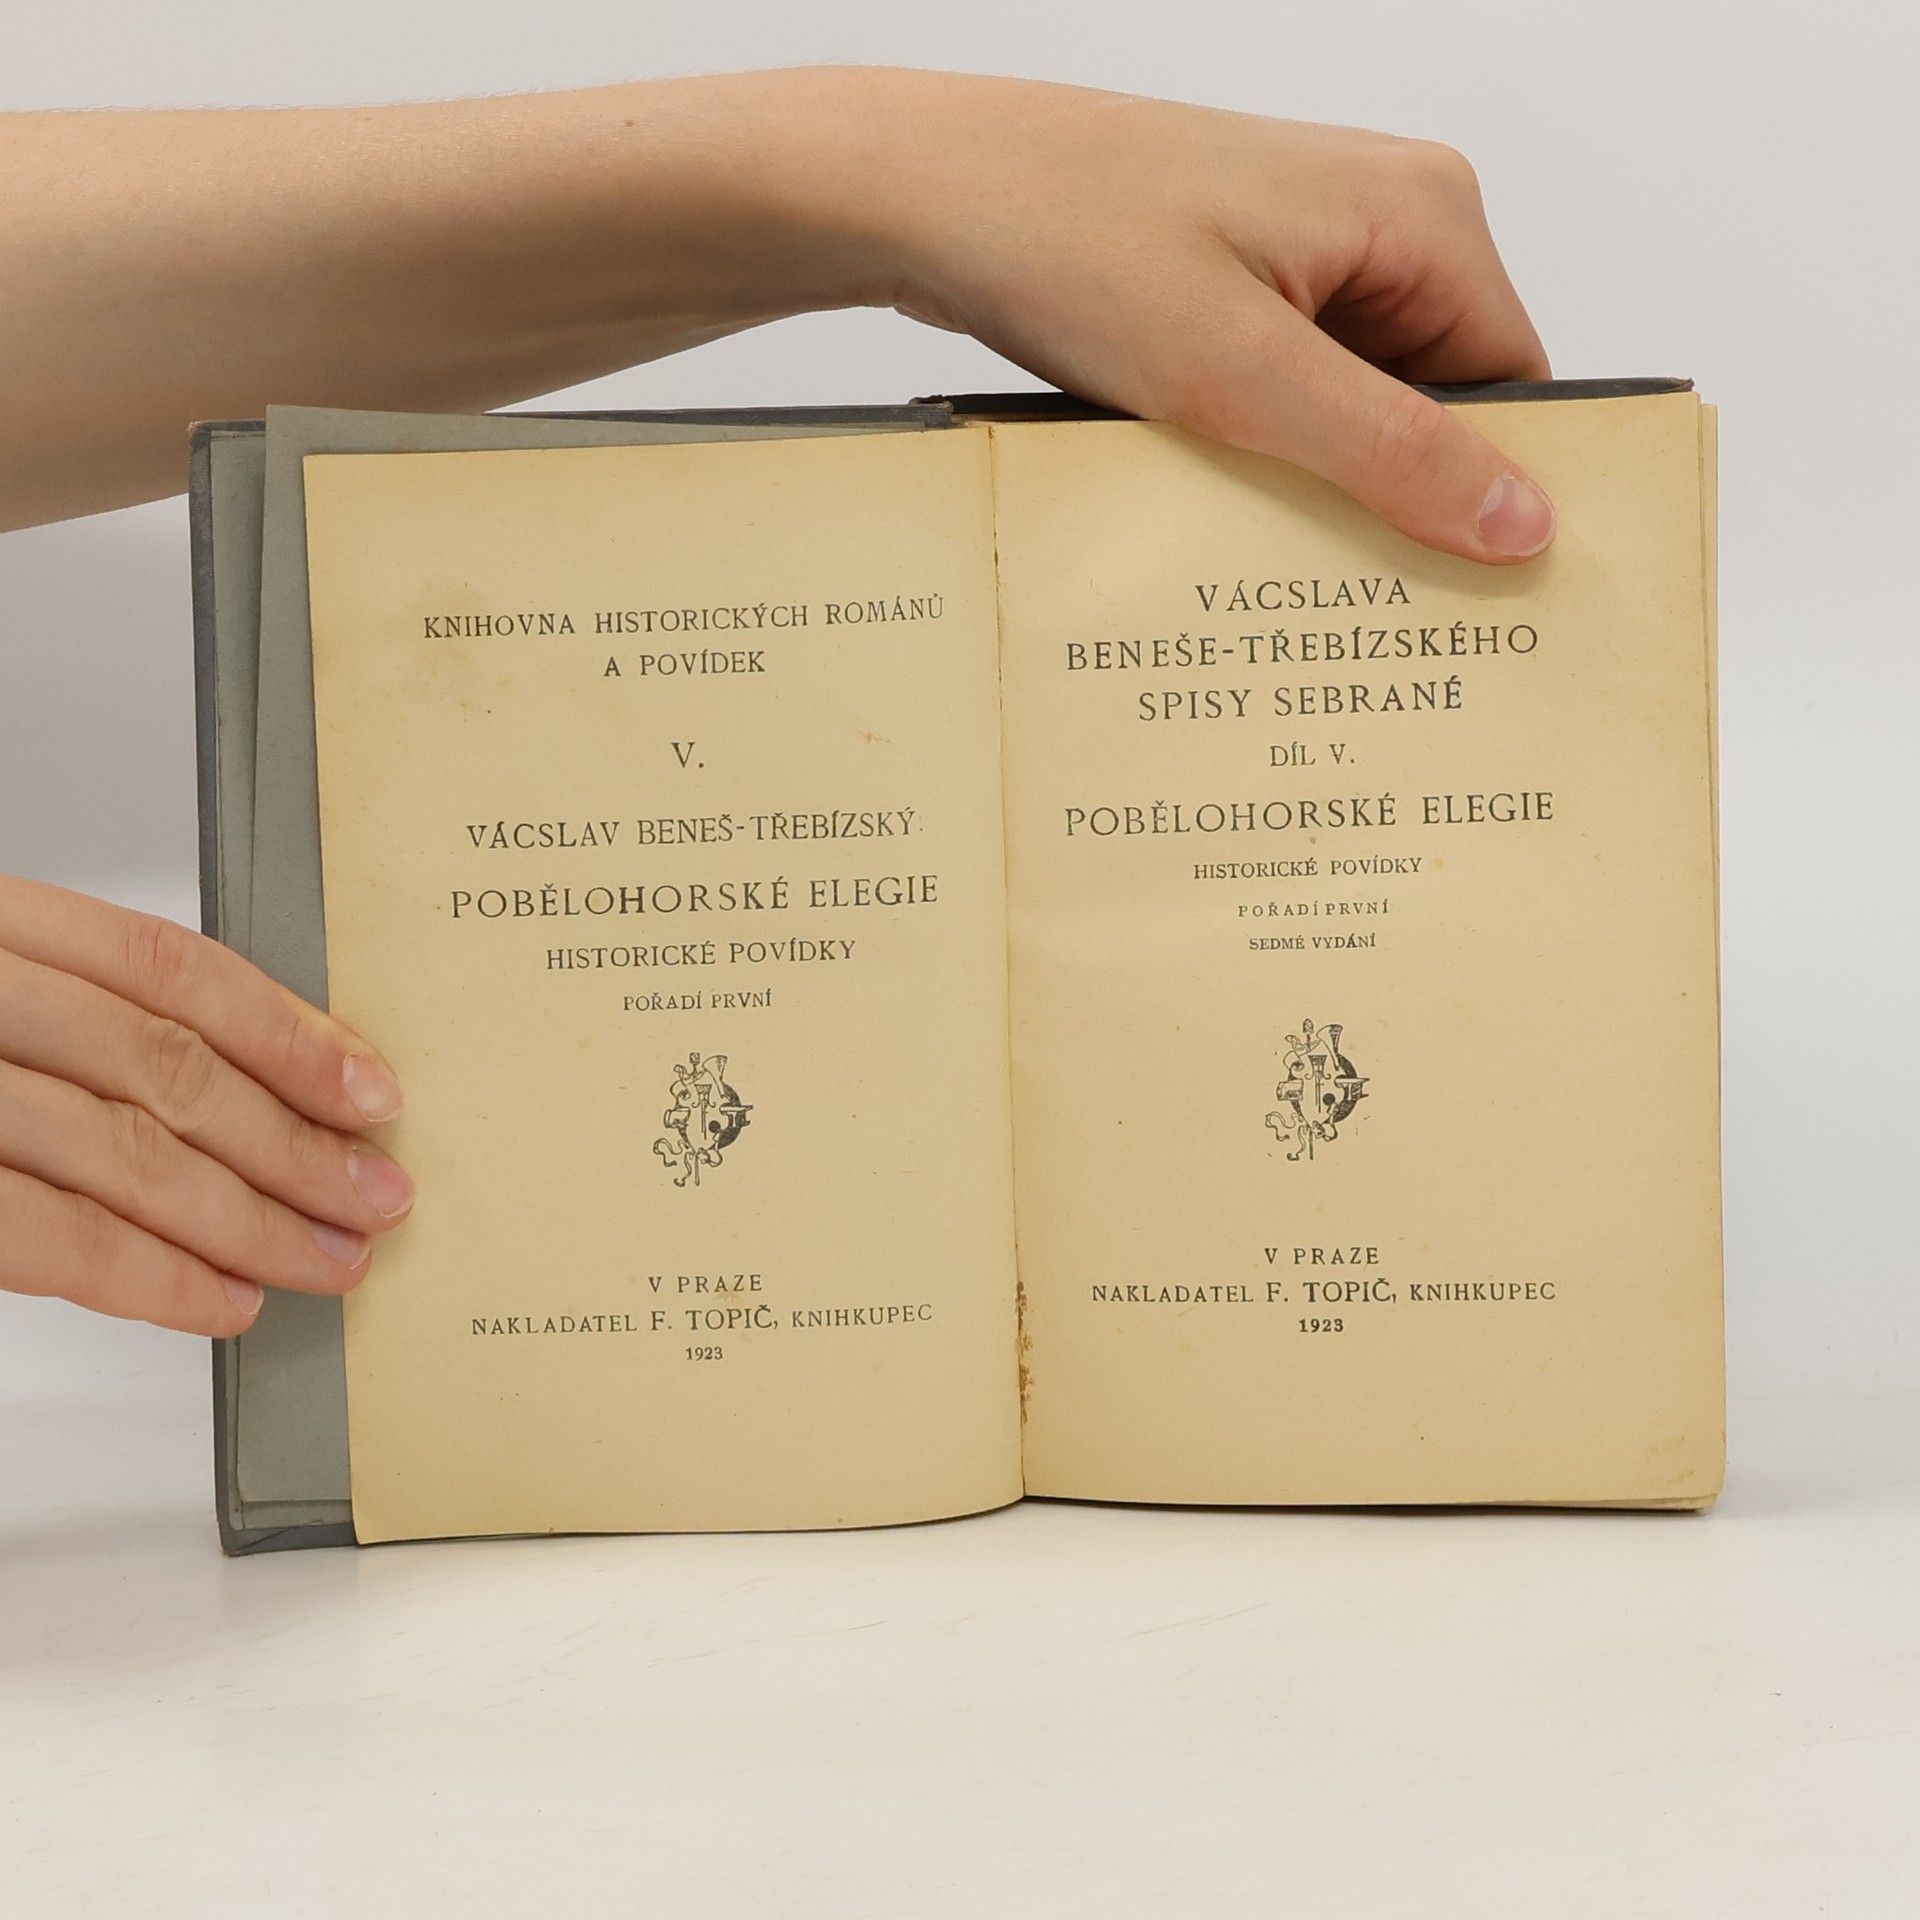 KNIHOVNA HISTORICKÝCH ROMÁNŮ
A POVÍDEK
V.
VÁCSLAV BENEŠ-TŘEBÍZSKÝ:
POBĚLOHORSKÉ ELEGIE
HISTORICKÉ POVÍDKY
POŘADÍ PRVNÍ
V PRAZE
NAKLADATEL F. TOPIČ, KNIHKUPEC
1923
VÁCSLAVA
BENEŠE-TŘEBÍZSKÉHO
SPISY SEBRANÉ
DÍL V.
POBĚLOHORSKÉ ELEGIE
HISTORICKÉ POVÍDKY
POŘADÍ PRVNÍ
SEDMÉ VYDÁNÍ
V PRAZE
NAKLADATEL F. TOPIČ, KNIHKUPEC
1923